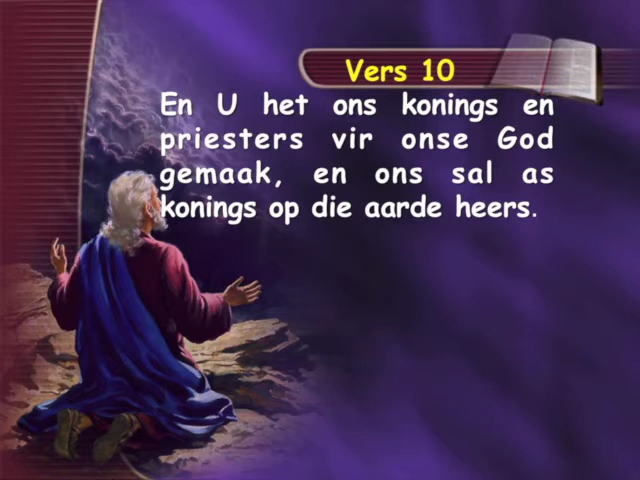 Vers 10
En U het ons konings en
priesters vir onse God
gemaak, en ons sal as
konings op die aarde heers.